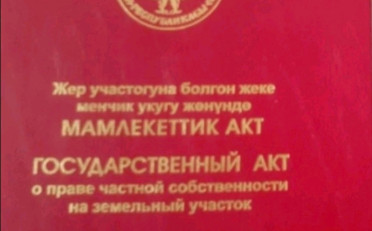 Жер участогуна болгон жеке
менчик укугу жөнүндө
МАМЛЕКЕТТИК АКТ
ГОСУДАРСТВЕННЫЙ АКТ
о праве частной собственности
на земельный участок